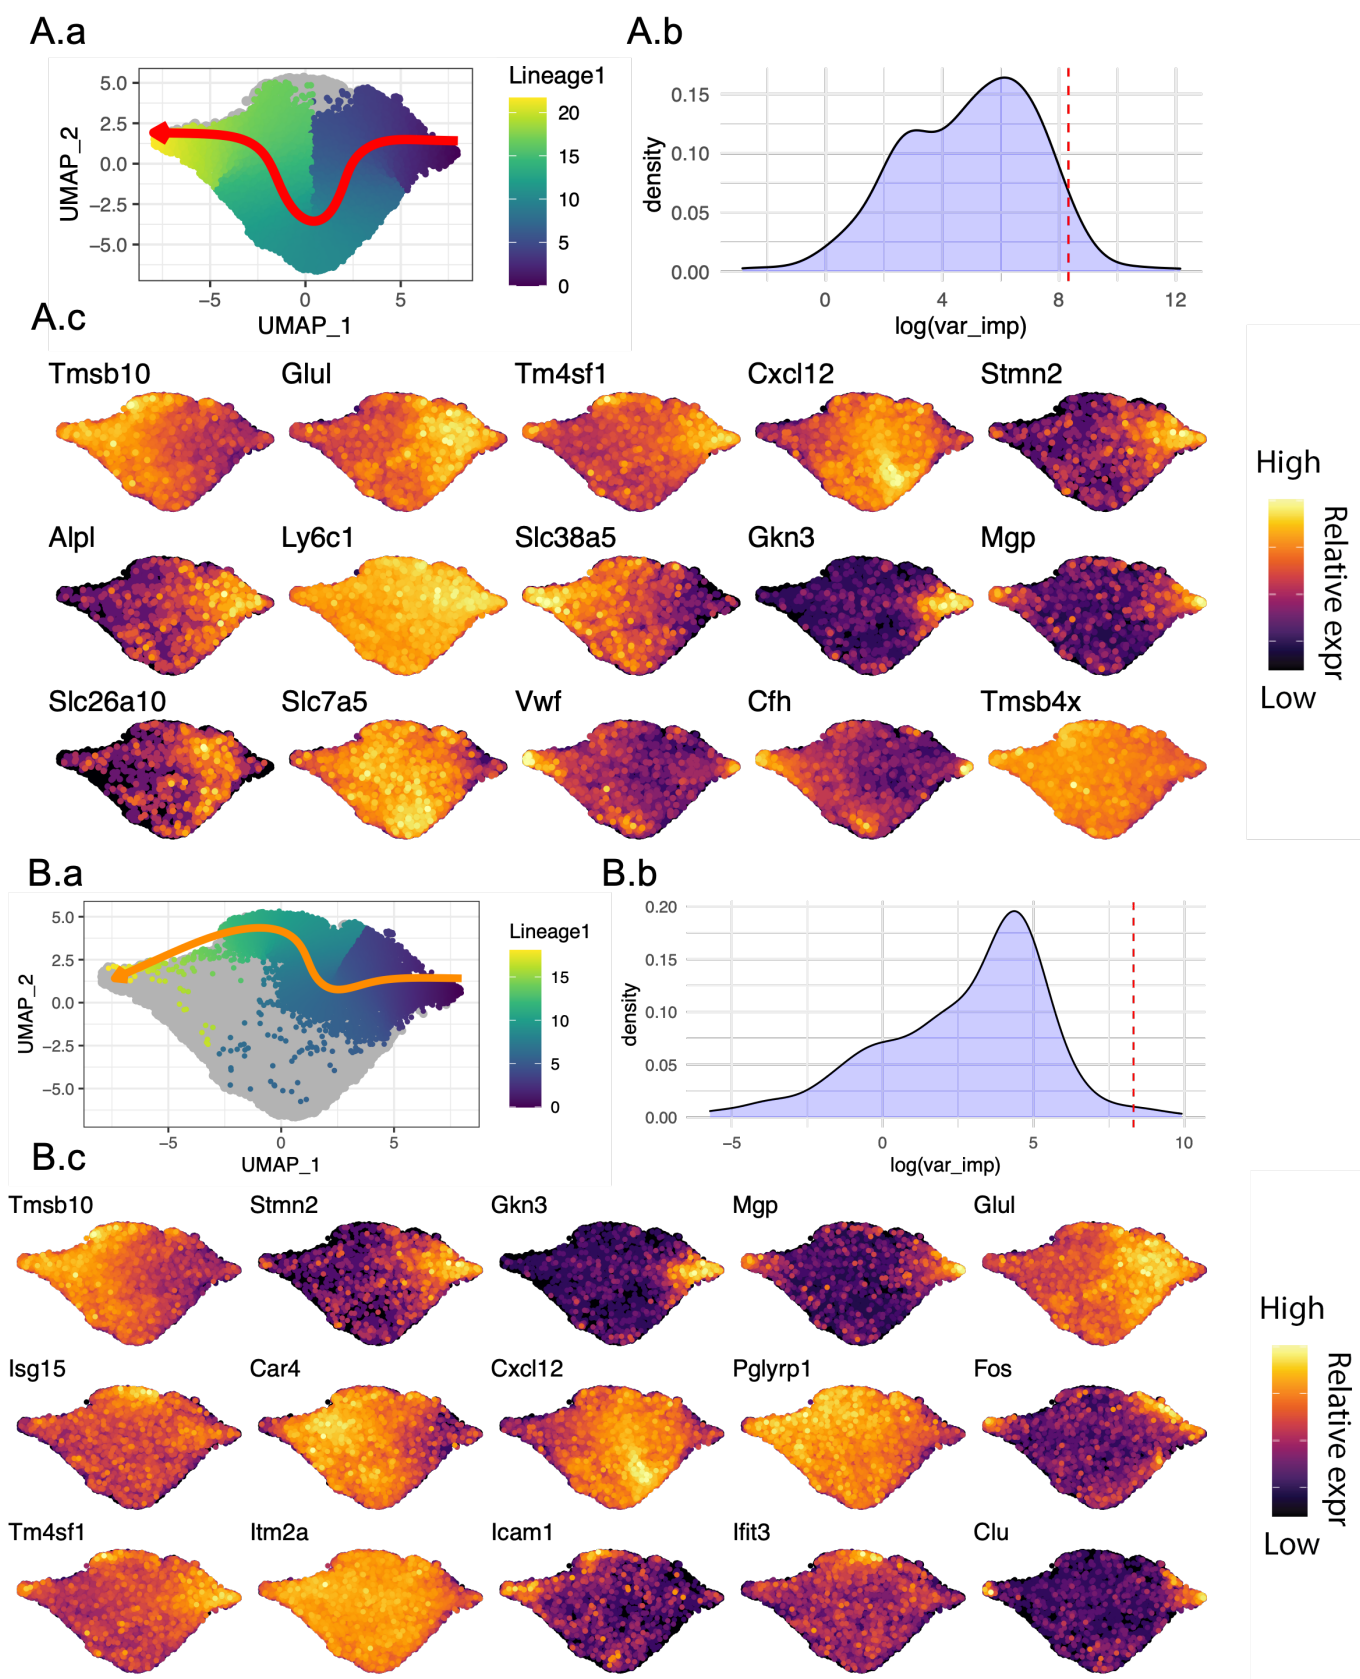 A.a
A.b
5.0
2.5
0.0
−2.5
−5.0
UMAP_2
−5
0
5
UMAP_1
Lineage1
20
15
10
5
0
0.15
0.10
0.05
0.00
density
0
4
8
12
log(var_imp)
A.c
Tmsb10 Glul Tm4sf1 Cxcl12 Stmn2
Alpl Ly6c1 Slc38a5 Gkn3 Mgp
Slc26a10 Slc7a5 Vwf Cfh Tmsb4x
High
Relative expr
Low
B.a
B.b
5.0
2.5
0.0
−2.5
−5.0
UMAP_2
−5
0
5
UMAP_1
Lineage1
15
10
5
0
0.20
0.15
0.10
0.05
0.00
density
−5
0
5
10
log(var_imp)
B.c
Tmsb10 Stmn2 Gkn3 Mgp Glul
Isg15 Car4 Cxcl12 Pglyrp1 Fos
Tm4sf1 Itm2a Icam1 Ifit3 Clu
High
Relative expr
Low